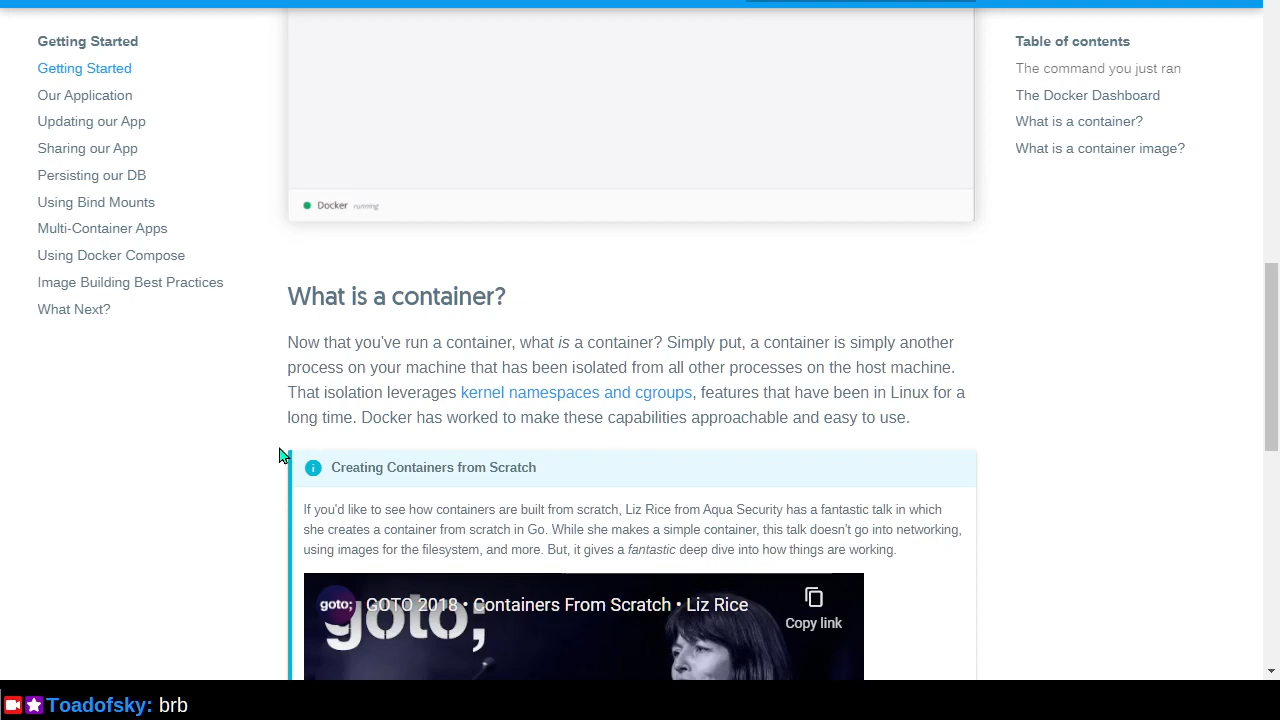 Getting Started
Getting Started
Our Application
Updating our App
Sharing our App
Persisting our DB
Using Bind Mounts
Multi-Container Apps
Using Docker Compose
Image Building Best Practices
What Next?
Docker running
What is a container?
Now that you've run a container, what is a container? Simply put, a container is simply another
process on your machine that has been isolated from all other processes on the host machine.
That isolation leverages kernel namespaces and cgroups, features that have been in Linux for a
long time. Docker has worked to make these capabilities approachable and easy to use.
Creating Containers from Scratch
If you'd like to see how containers are built from scratch, Liz Rice from Aqua Security has a fantastic talk in which
she creates a container from scratch in Go. While she makes a simple container, this talk doesn't go into networking,
using images for the filesystem, and more. But, it gives a fantastic deep dive into how things are working.
goto; GOTO 2018 • Containers From Scratch • Liz Rice
Copy link
goto;
Table of contents
The command you just ran
The Docker Dashboard
What is a container?
What is a container image?
Toadofsky: brb